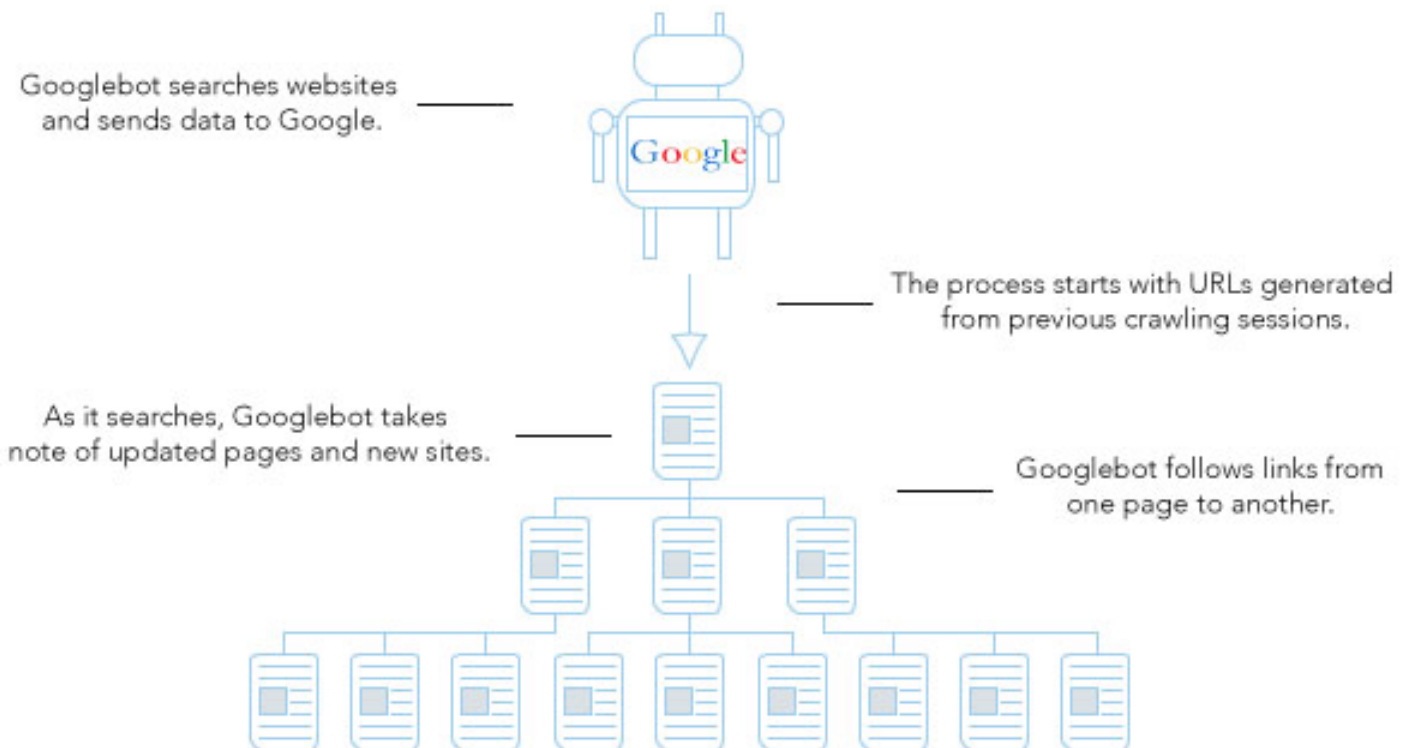 Googlebot searches websites
and sends data to Google.
Google
The process starts with URLs generated
from previous crawling sessions.
As it searches, Googlebot takes
note of updated pages and new sites.
Googlebot follows links from
one page to another.